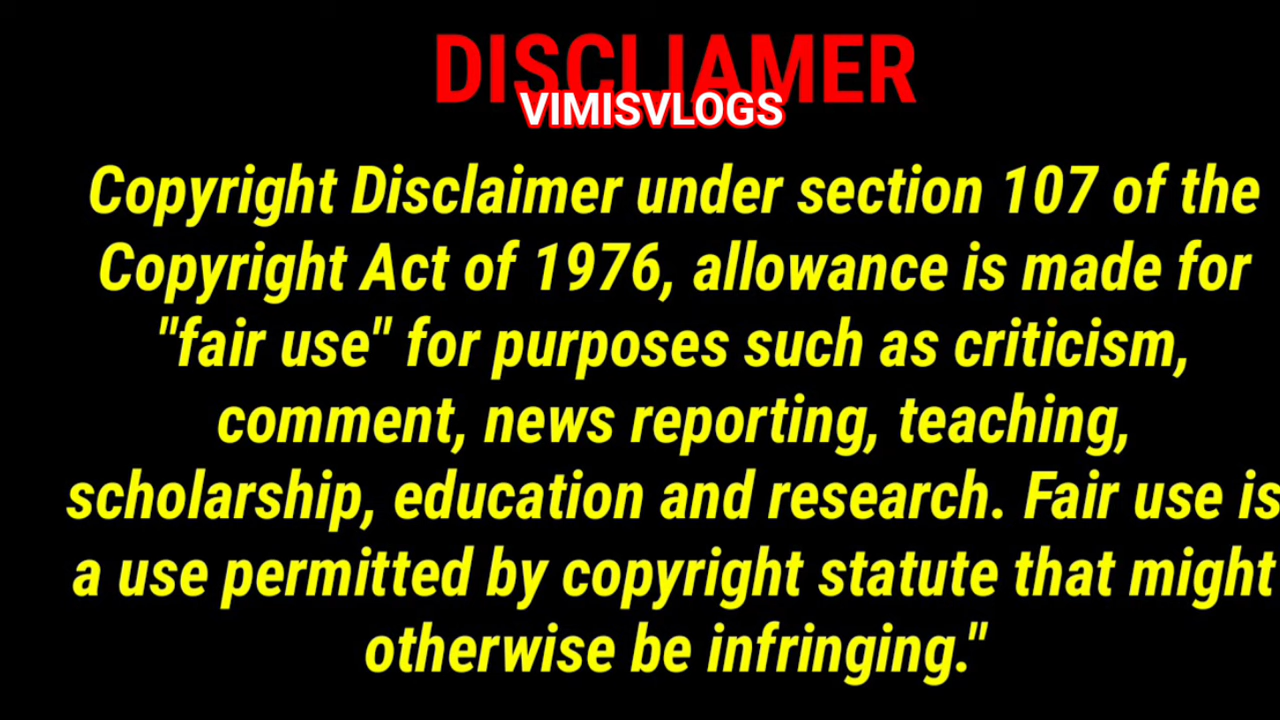 DISCLIAMER
VIMISVLOGS
Copyright Disclaimer under section 107 of the
Copyright Act of 1976, allowance is made for
"fair use" for purposes such as criticism,
comment, news reporting, teaching,
scholarship, education and research. Fair use is
a use permitted by copyright statute that might
otherwise be infringing."